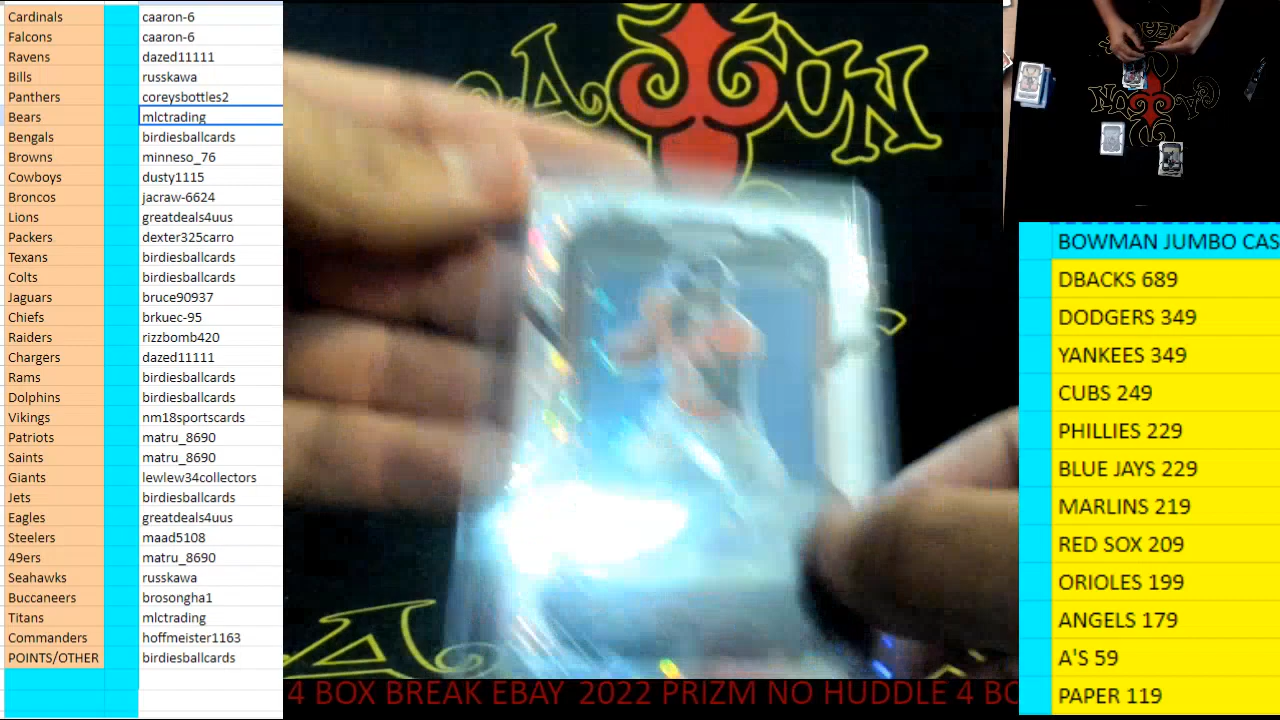 Cardinals caaron-6
Falcons caaron-6
Ravens dazed11111
Bills russkawa
Panthers coreysbottles2
Bears mlctrading
Bengals birdiesballcards
Browns minneso_76
Cowboys dusty1115
Broncos jacraw-6624
Lions greatdeals4uus
Packers dexter325carro
Texans birdiesballcards
Colts birdiesballcards
Jaguars bruce90937
Chiefs brkuec-95
Raiders rizzbomb420
Chargers dazed11111
Rams birdiesballcards
Dolphins birdiesballcards
Vikings nm18sportscards
Patriots matru_8690
Saints matru_8690
Giants lewlew34collectors
Jets birdiesballcards
Eagles greatdeals4uus
Steelers maad5108
49ers matru_8690
Seahawks russkawa
Buccaneers brosongha1
Titans mlctrading
Commanders hoffmeister1163
POINTS/OTHER birdiesballcards
4 BOX BREAK EBAY 2022 PRIZM NO HUDDLE 4 BO
BOWMAN JUMBO CAS
DBACKS 689
DODGERS 349
YANKEES 349
CUBS 249
PHILLIES 229
BLUE JAYS 229
MARLINS 219
RED SOX 209
ORIOLES 199
ANGELS 179
A'S 59
PAPER 119